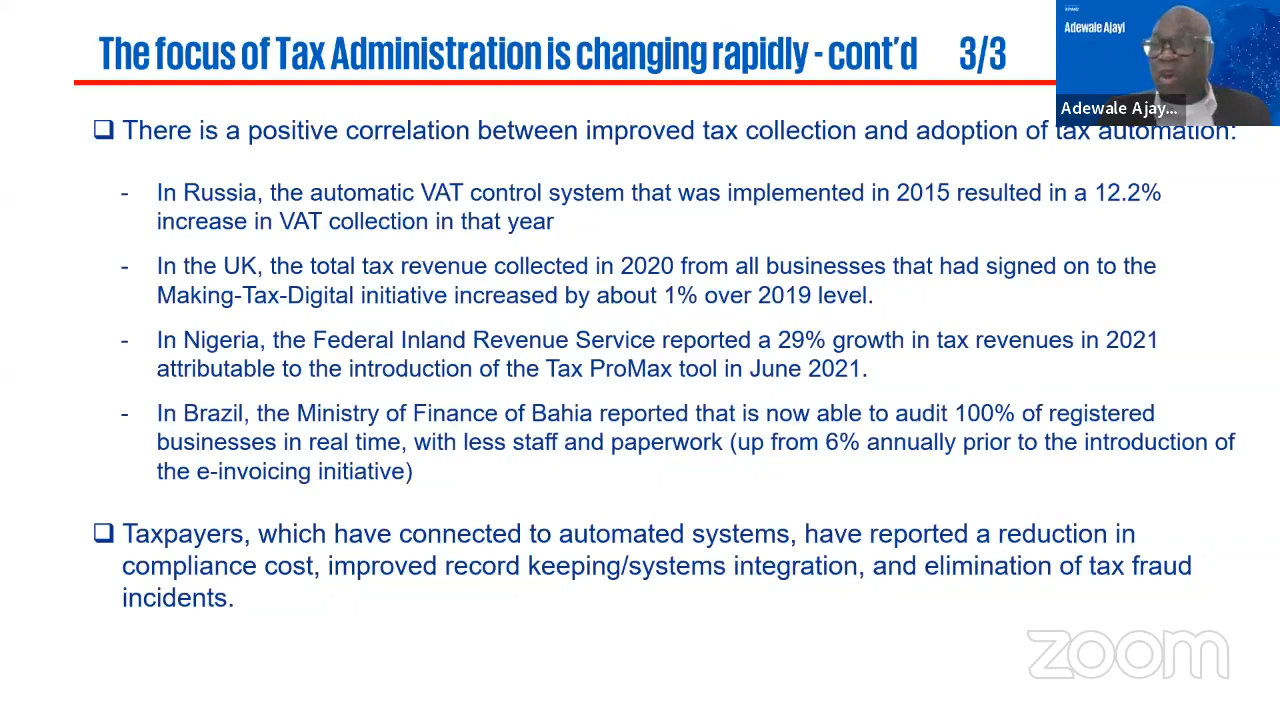 The focus of Tax Administration is changing rapidly - cont'd 3/3
KPMG
Adewale Ajayi
Adewale Ajay...
❑ There is a positive correlation between improved tax collection and adoption of tax automation:
- In Russia, the automatic VAT control system that was implemented in 2015 resulted in a 12.2%
increase in VAT collection in that year
- In the UK, the total tax revenue collected in 2020 from all businesses that had signed on to the
Making-Tax-Digital initiative increased by about 1% over 2019 level.
- In Nigeria, the Federal Inland Revenue Service reported a 29% growth in tax revenues in 2021
attributable to the introduction of the Tax ProMax tool in June 2021.
- In Brazil, the Ministry of Finance of Bahia reported that is now able to audit 100% of registered
businesses in real time, with less staff and paperwork (up from 6% annually prior to the introduction of
the e-invoicing initiative)
❑ Taxpayers, which have connected to automated systems, have reported a reduction in
compliance cost, improved record keeping/systems integration, and elimination of tax fraud
incidents.
zoom